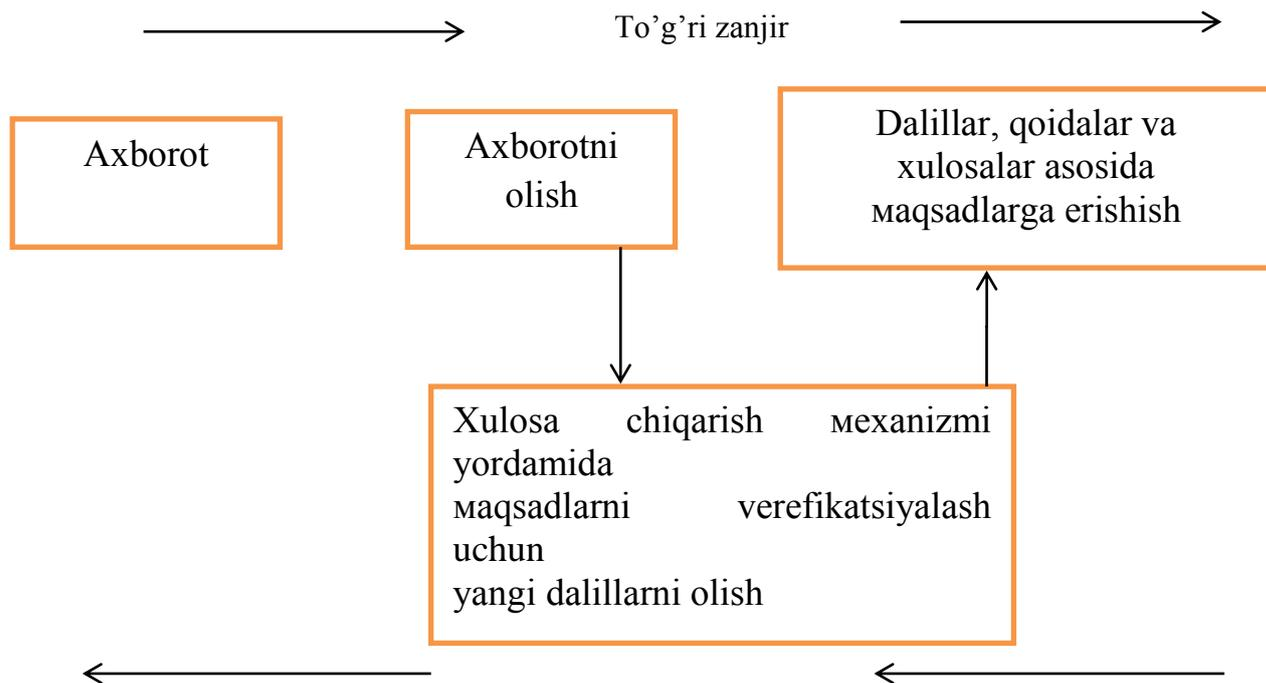 To’g’ri zanjir
Axborot
Axborotni
olish
Dalillar, qoidalar va
xulosalar asosida
мaqsadlarga erishish
Xulosa chiqarish мexanizmi
yordamida
мaqsadlarni verefikatsiyalash
uchun
yangi dalillarni olish